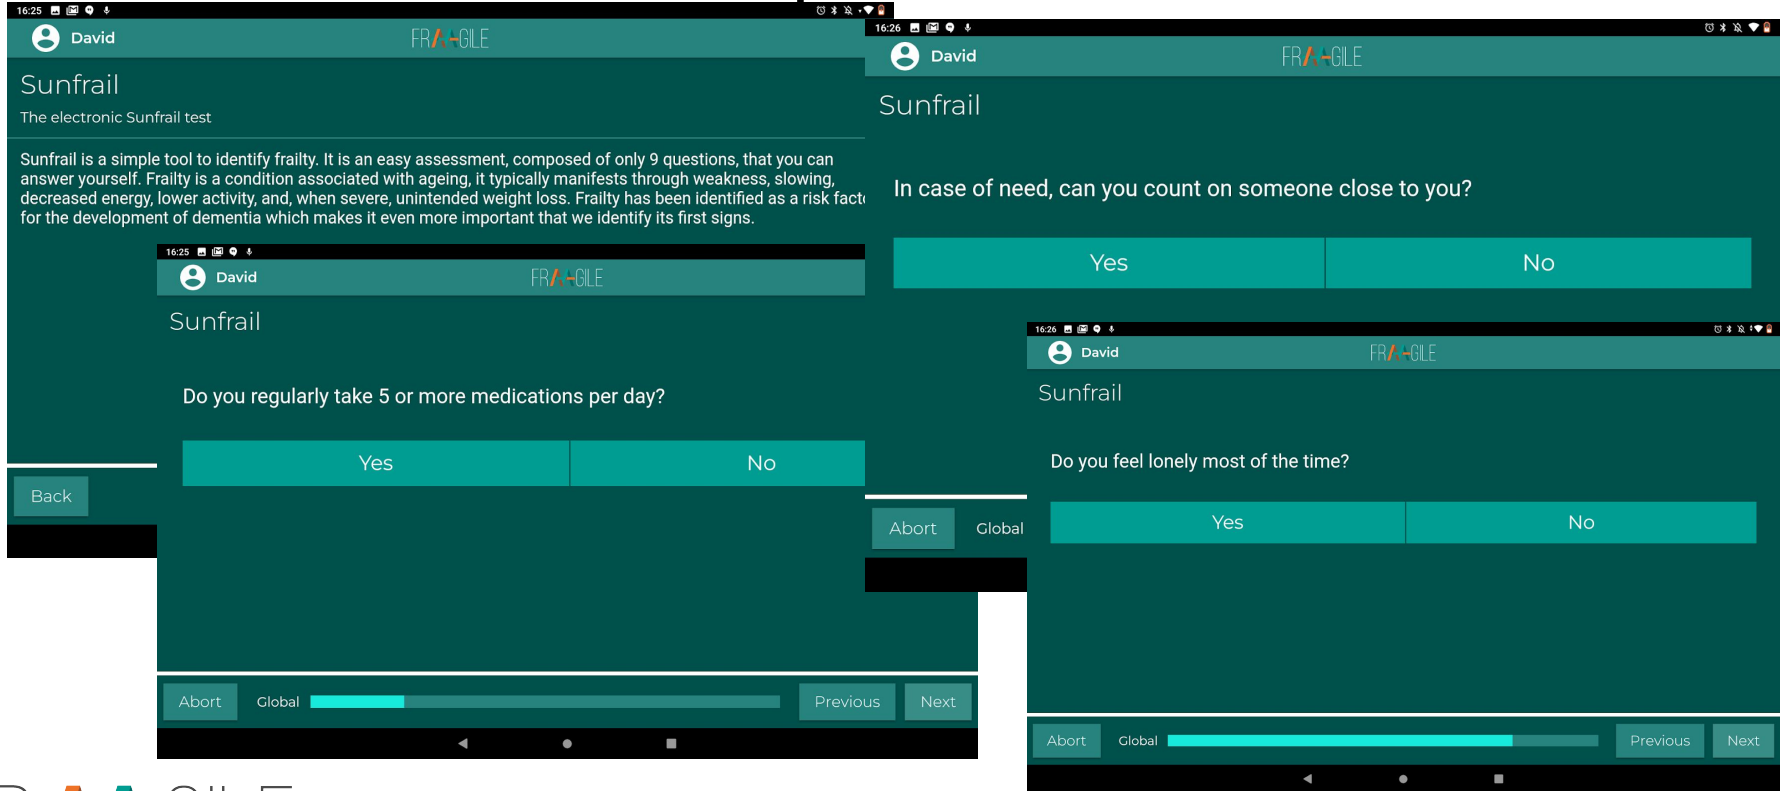 16:25
David
FRAAGILE
Sunfrail
The electronic Sunfrail test
Sunfrail is a simple tool to identify frailty. It is an easy assessment, composed of only 9 questions, that you can
answer yourself. Frailty is a condition associated with ageing, it typically manifests through weakness, slowing,
decreased energy, lower activity, and, when severe, unintended weight loss. Frailty has been identified as a risk
for the development of dementia which makes it even more important that we identify its first signs.
Back
16:25
David
FRAAGILE
Sunfrail
Do you regularly take 5 or more medications per day?
Yes No
Abort Global Previous Next
16:26
David
FRAAGILE
Sunfrail
In case of need, can you count on someone close to you?
Yes No
Abort Global
16:26
David
FRAAGILE
Sunfrail
Do you feel lonely most of the time?
Yes No
Abort Global Previous Next